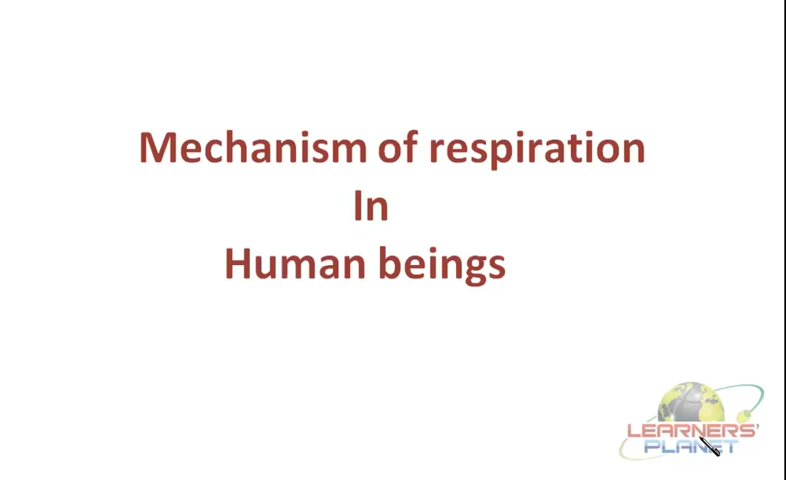 Mechanism of respiration
In
Human beings
LEARNERS'
PLANET